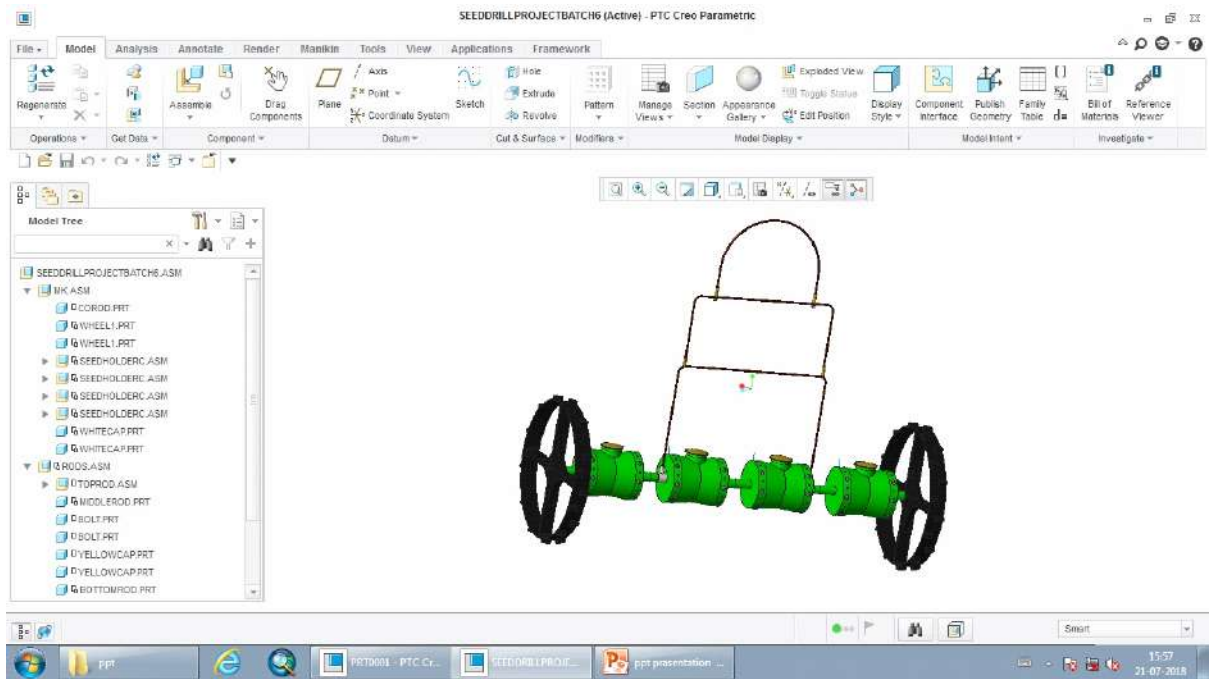 SEEDDRILLPROJECTBATCH6 (Active) - PTC Creo Parametric
File Model Analysis Annotate Render Manikin Tools View Applications Framework
Regenerate
Assemble
Drag Components
Plane
Axis
Point
Coordinate System
Sketch
Hole
Extrude
Revolve
Pattern
Manage Views
Section
Appearance Gallery
Exploded View
Toggle Status
Edit Position
Display Style
Component Interface
Publish Geometry
Family Table
d=
Bill of Materials
Reference Viewer
Operations Get Data Component Datum Cut & Surface Modifiers Model Display Model Intent Investigate
Model Tree
SEEDDRILLPROJECTBATCH6.ASM
MK.ASM
COROD.PRT
WHEEL1.PRT
WHEEL1.PRT
SEEDHOLDERC.ASM
SEEDHOLDERC.ASM
SEEDHOLDERC.ASM
SEEDHOLDERC.ASM
WHITECAP.PRT
WHITECAP.PRT
RODS.ASM
TOPROD.ASM
MIDDLEROD.PRT
BOLT.PRT
BOLT.PRT
YELLOWCAP.PRT
YELLOWCAP.PRT
BOTTOMROD.PRT
Smart
ppt
PRT0001 - PTC Cr...
SEEDDRILLPROJE...
ppt prasentation ...
15:57
21-07-2018